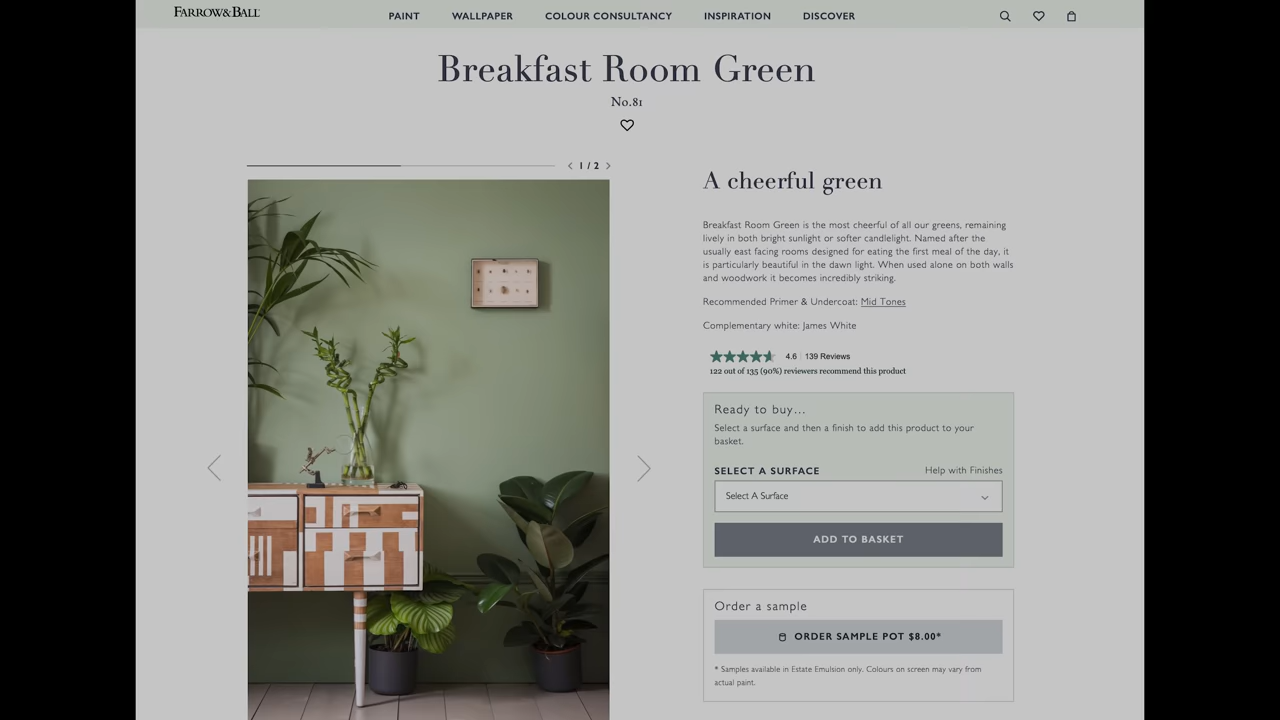 FARROW&BALL
PAINT WALLPAPER COLOUR CONSULTANCY INSPIRATION DISCOVER
Breakfast Room Green
No.81
1 / 2
A cheerful green
Breakfast Room Green is the most cheerful of all our greens, remaining
lively in both bright sunlight or softer candlelight. Named after the
usually east facing rooms designed for eating the first meal of the day, it
is particularly beautiful in the dawn light. When used alone on both walls
and woodwork it becomes incredibly striking.
Recommended Primer & Undercoat: Mid Tones
Complementary white: James White
4.6 139 Reviews
122 out of 135 (90%) reviewers recommend this product
Ready to buy...
Select a surface and then a finish to add this product to your
basket.
SELECT A SURFACE Help with Finishes
Select A Surface
ADD TO BASKET
Order a sample
ORDER SAMPLE POT $8.00*
* Samples available in Estate Emulsion only. Colours on screen may vary from
actual paint.